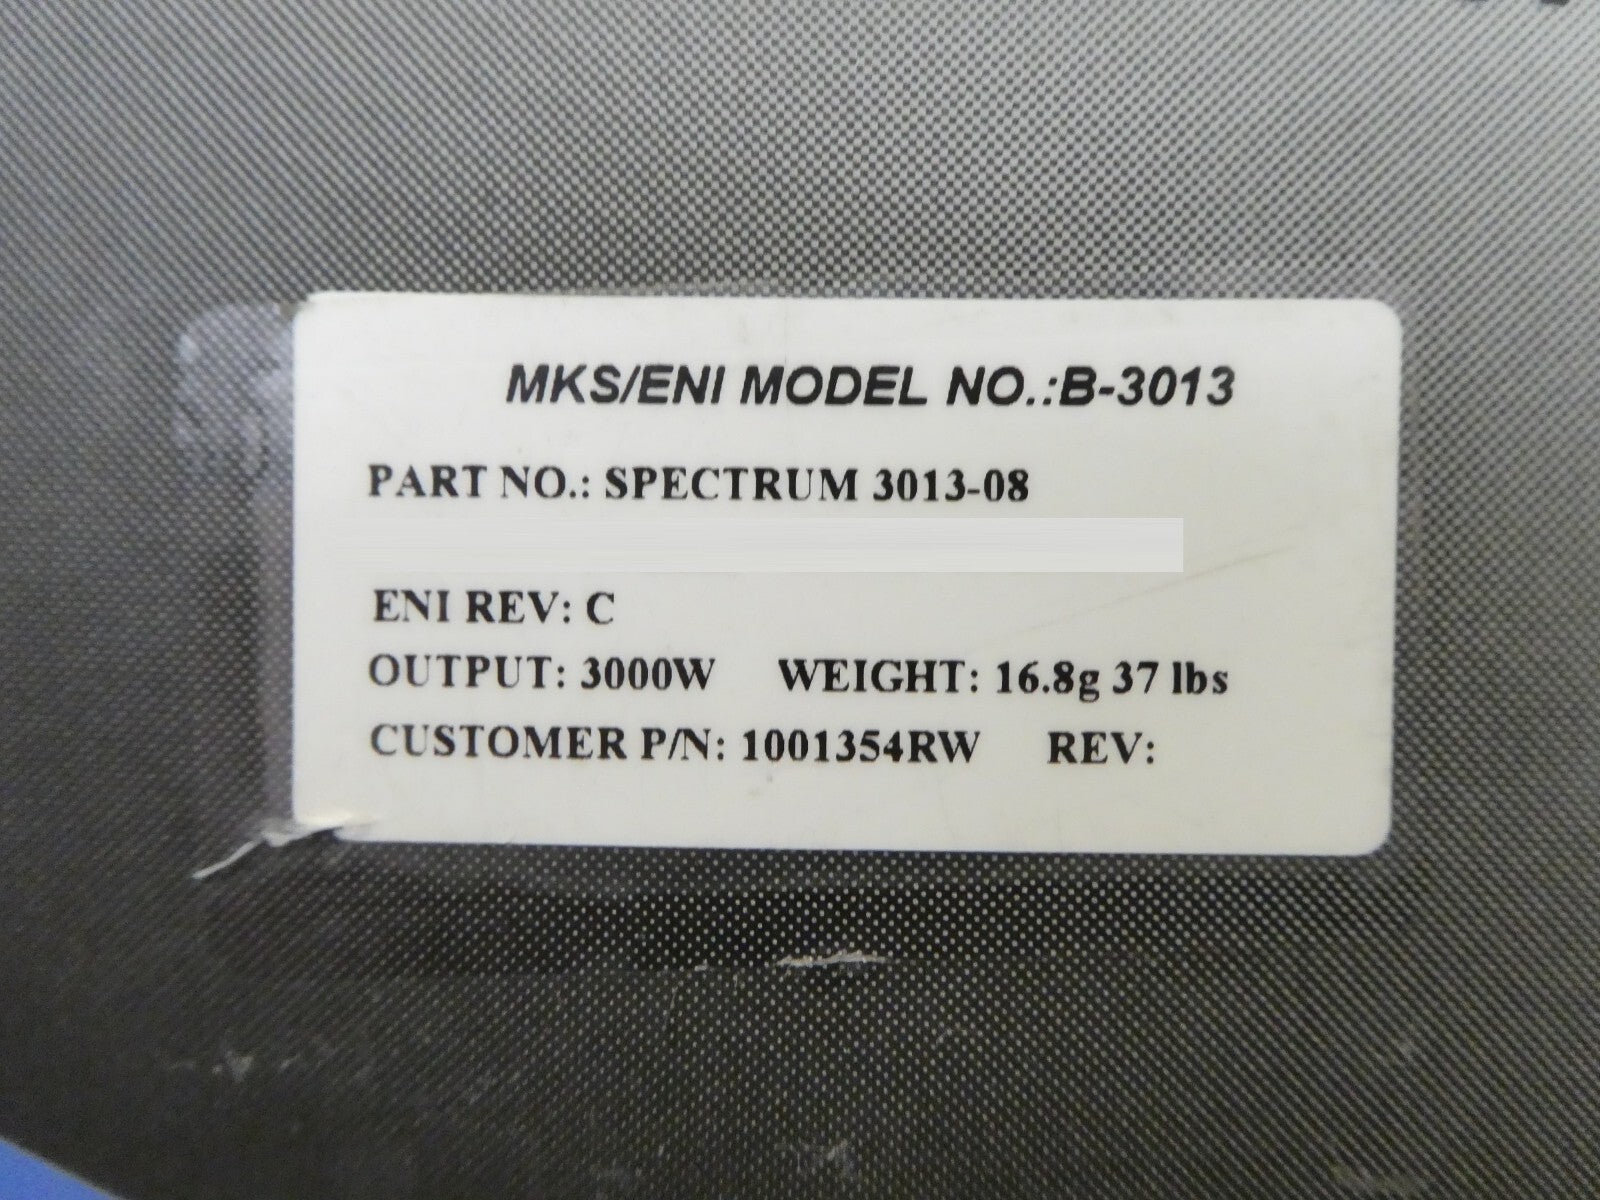 MKS/ENI MODEL NO.:B-3013
PART NO.: SPECTRUM 3013-08
ENI REV: C
OUTPUT: 3000W WEIGHT: 16.8g 37 lbs
CUSTOMER P/N: 1001354RW REV: